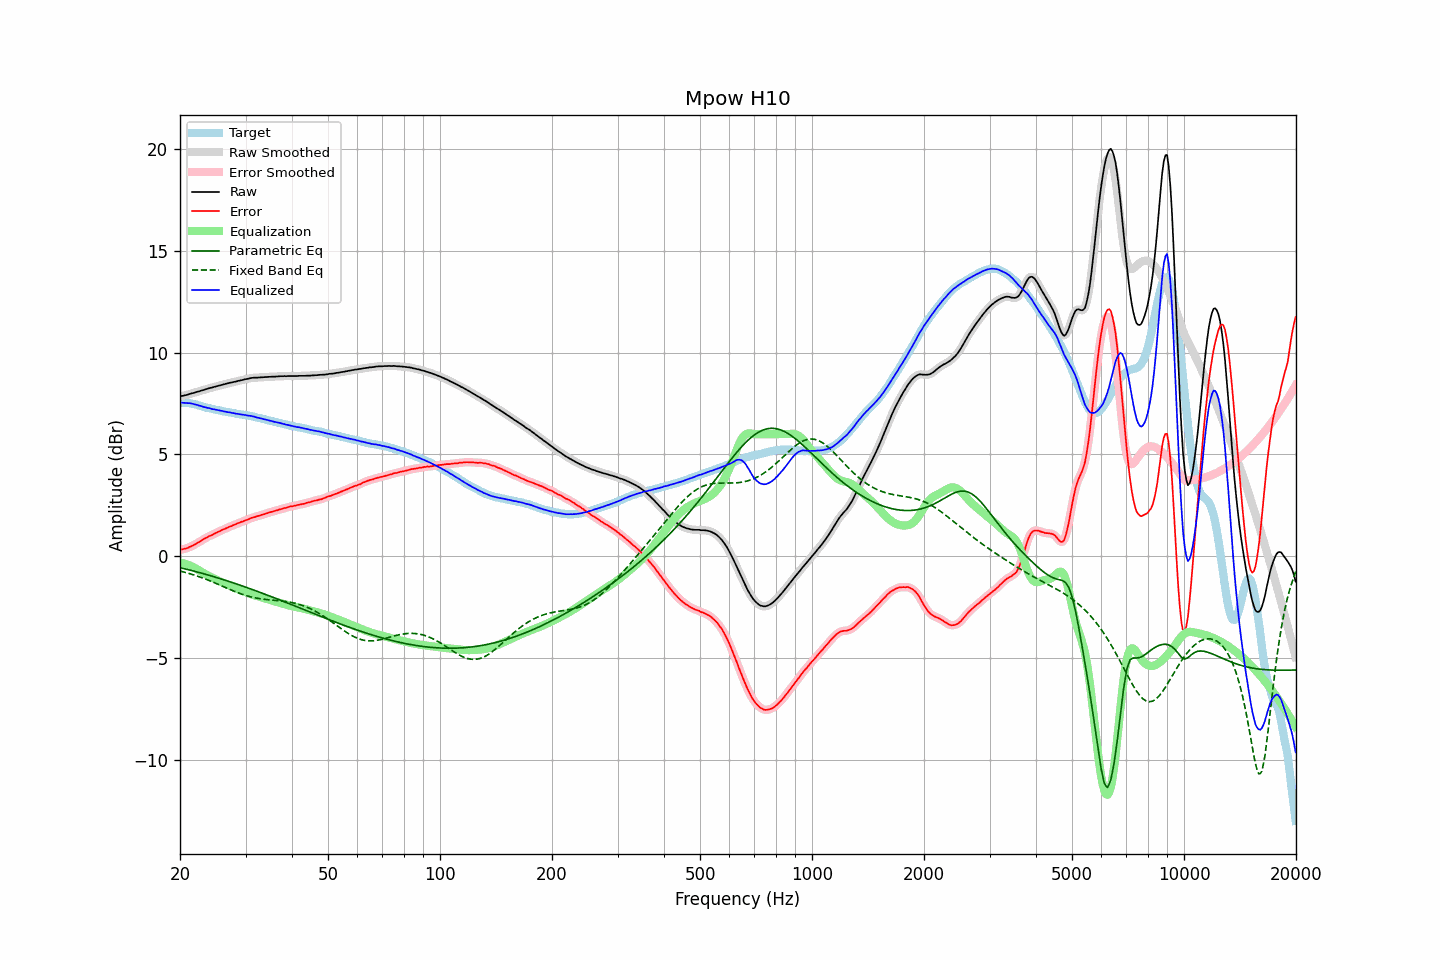 Mpow H10
Target
Raw Smoothed
Error Smoothed
Raw
Error
Equalization
Parametric Eq
Fixed Band Eq
Equalized
20
15
10
5
0
−5
−10
Amplitude (dBr)
20
50
100
200
500
1000
2000
5000
10000
20000
Frequency (Hz)